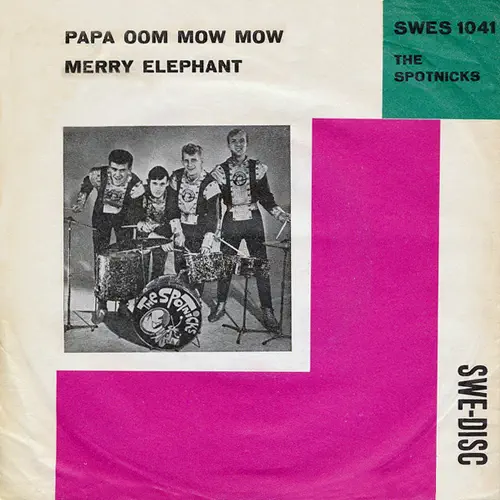 PAPA OOM MOW MOW
MERRY ELEPHANT
SWES 1041
THE
SPOTNICKS
THE SPOTNICKS
SWE-DISC